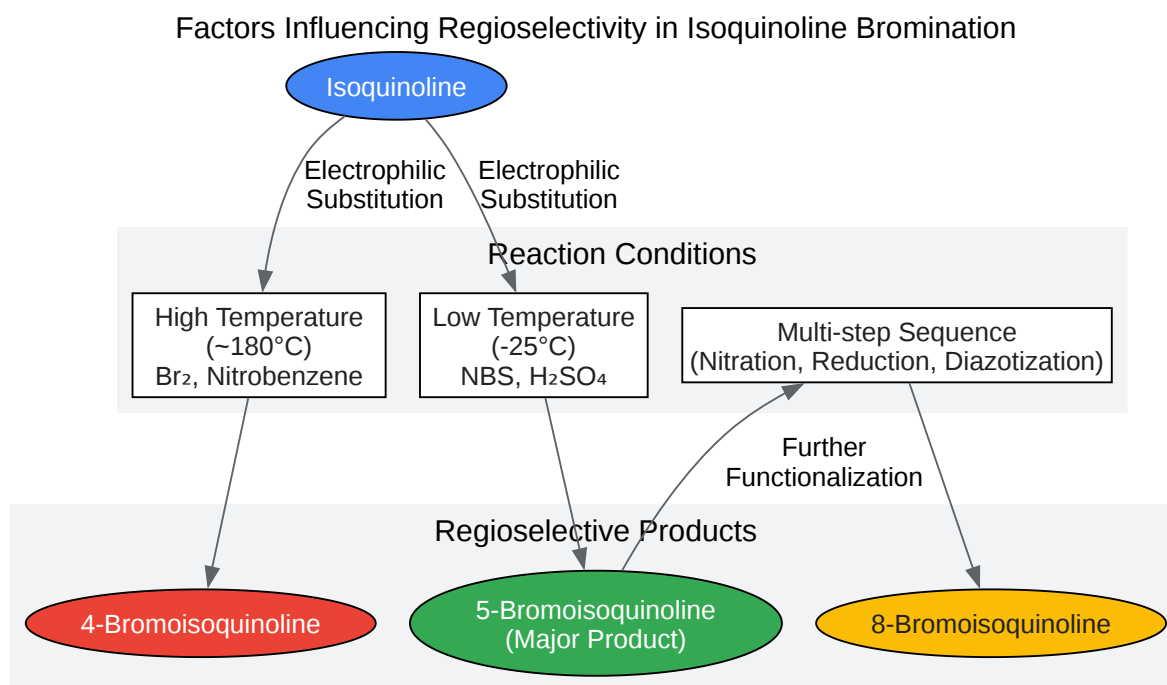 Factors Influencing Regioselectivity in Isoquinoline Bromination
Isoquinoline
Electrophilic
Substitution
Electrophilic
Substitution
Reaction Conditions
High Temperature
(~180°C)
Br₂, Nitrobenzene
Low Temperature
(-25°C)
NBS, H₂SO₄
Multi-step Sequence
(Nitration, Reduction, Diazotization)
Further
Functionalization
Regioselective Products
4-Bromoisoquinoline
5-Bromoisoquinoline
(Major Product)
8-Bromoisoquinoline